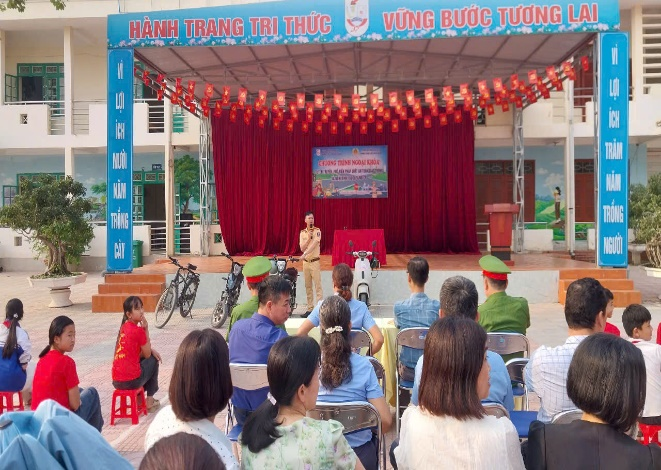 HÀNH TRANG TRI THỨC VỮNG BƯỚC TƯƠNG LAI
VÌ LỢI ÍCH MƯỜI NĂM TRỒNG CÂY
VÌ LỢI ÍCH TRĂM NĂM TRỒNG NGƯỜI
CHƯƠNG TRÌNH NGOẠI KHÓA